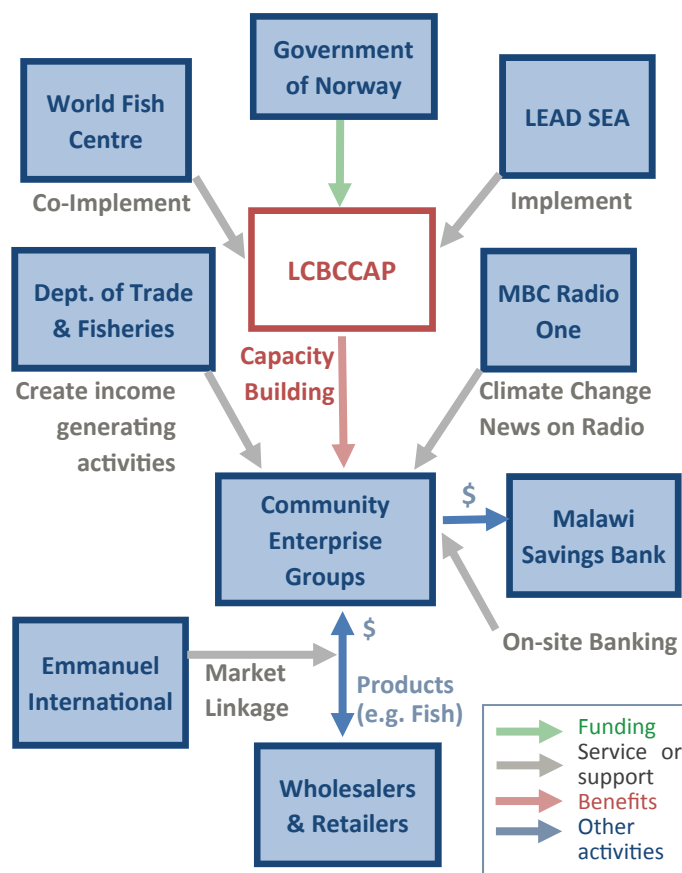 Government
of Norway
World Fish
Centre
LEAD SEA
Co-Implement
Implement
LCBCCAP
Dept. of Trade
& Fisheries
MBC Radio
One
Capacity
Building
Create income
generating
activities
Climate Change
News on Radio
Community
Enterprise
Groups
$
Malawi
Savings Bank
On-site Banking
Emmanuel
International
Market
Linkage
$
Products
(e.g. Fish)
Wholesalers
& Retailers
Funding
Service or
support
Benefits
Other
activities